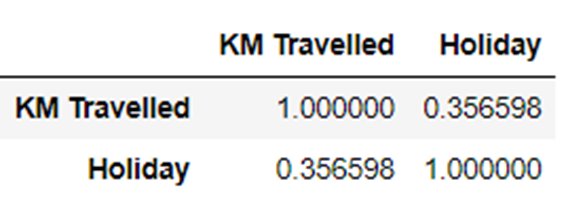 KM Travelled Holiday
KM Travelled 1.000000 0.356598
Holiday 0.356598 1.000000